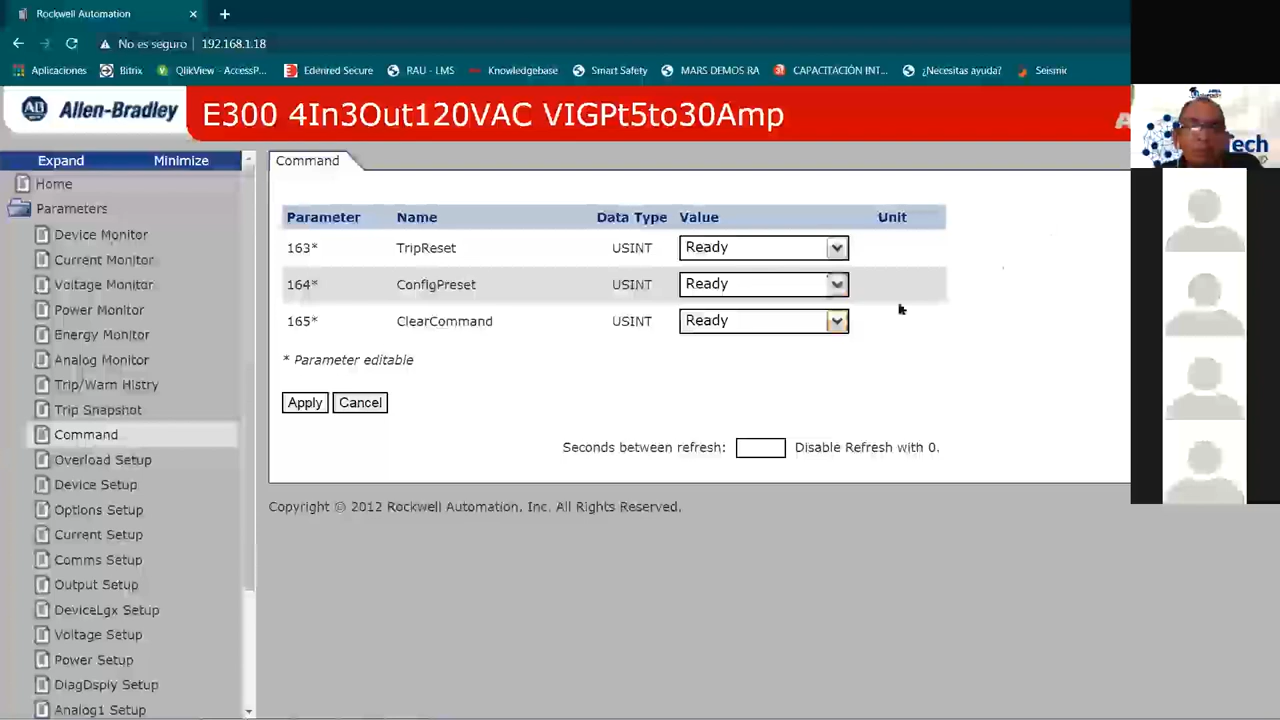 Rockwell Automation
No es seguro 192.168.1.18
Aplicaciones Bitrix QlikView - AccessP... Edenred Secure RAU - LMS Knowledgebase Smart Safety MARS DEMOS RA CAPACITACIÓN INT... ¿Necesitas ayuda? Seismic
AB Allen-Bradley E300 4In3Out120VAC VIGPt5to30Amp
Tech
Expand Minimize
Command
Home
Parameters
Device Monitor
Current Monitor
Voltage Monitor
Power Monitor
Energy Monitor
Analog Monitor
Trip/Warn Histry
Trip Snapshot
Command
Overload Setup
Device Setup
Options Setup
Current Setup
Comms Setup
Output Setup
DeviceLgx Setup
Voltage Setup
Power Setup
DiagDsply Setup
Analog1 Setup
Parameter Name Data Type Value Unit
163* TripReset USINT Ready
164* ConfigPreset USINT Ready
165* ClearCommand USINT Ready
* Parameter editable
Apply Cancel
Seconds between refresh: Disable Refresh with 0.
Copyright © 2012 Rockwell Automation, Inc. All Rights Reserved.